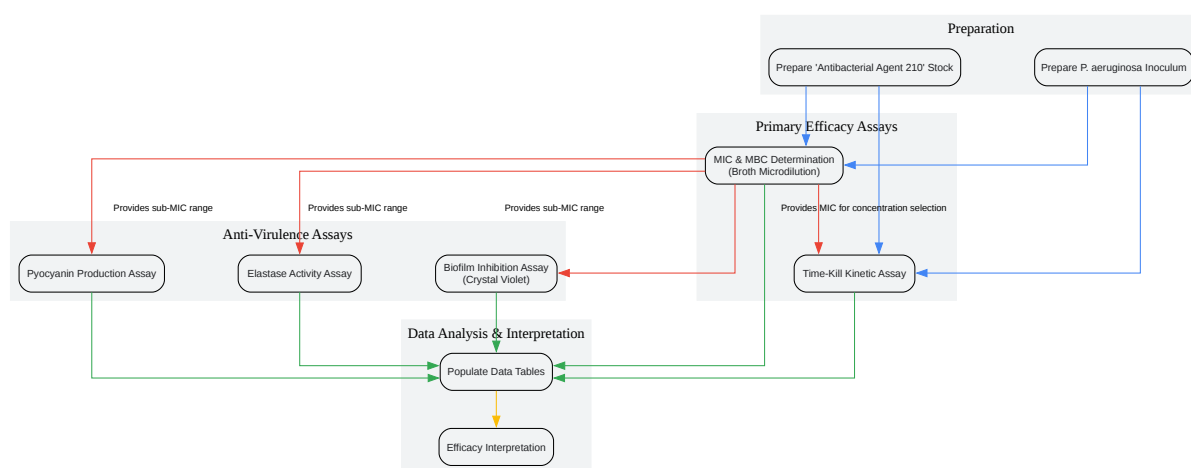 Preparation
Prepare 'Antibacterial Agent 210' Stock
Prepare P. aeruginosa Inoculum
Primary Efficacy Assays
MIC & MBC Determination
(Broth Microdilution)
Provides sub-MIC range
Provides sub-MIC range
Provides sub-MIC range
Provides MIC for concentration selection
Anti-Virulence Assays
Pyocyanin Production Assay
Elastase Activity Assay
Biofilm Inhibition Assay
(Crystal Violet)
Time-Kill Kinetic Assay
Data Analysis & Interpretation
Populate Data Tables
Efficacy Interpretation